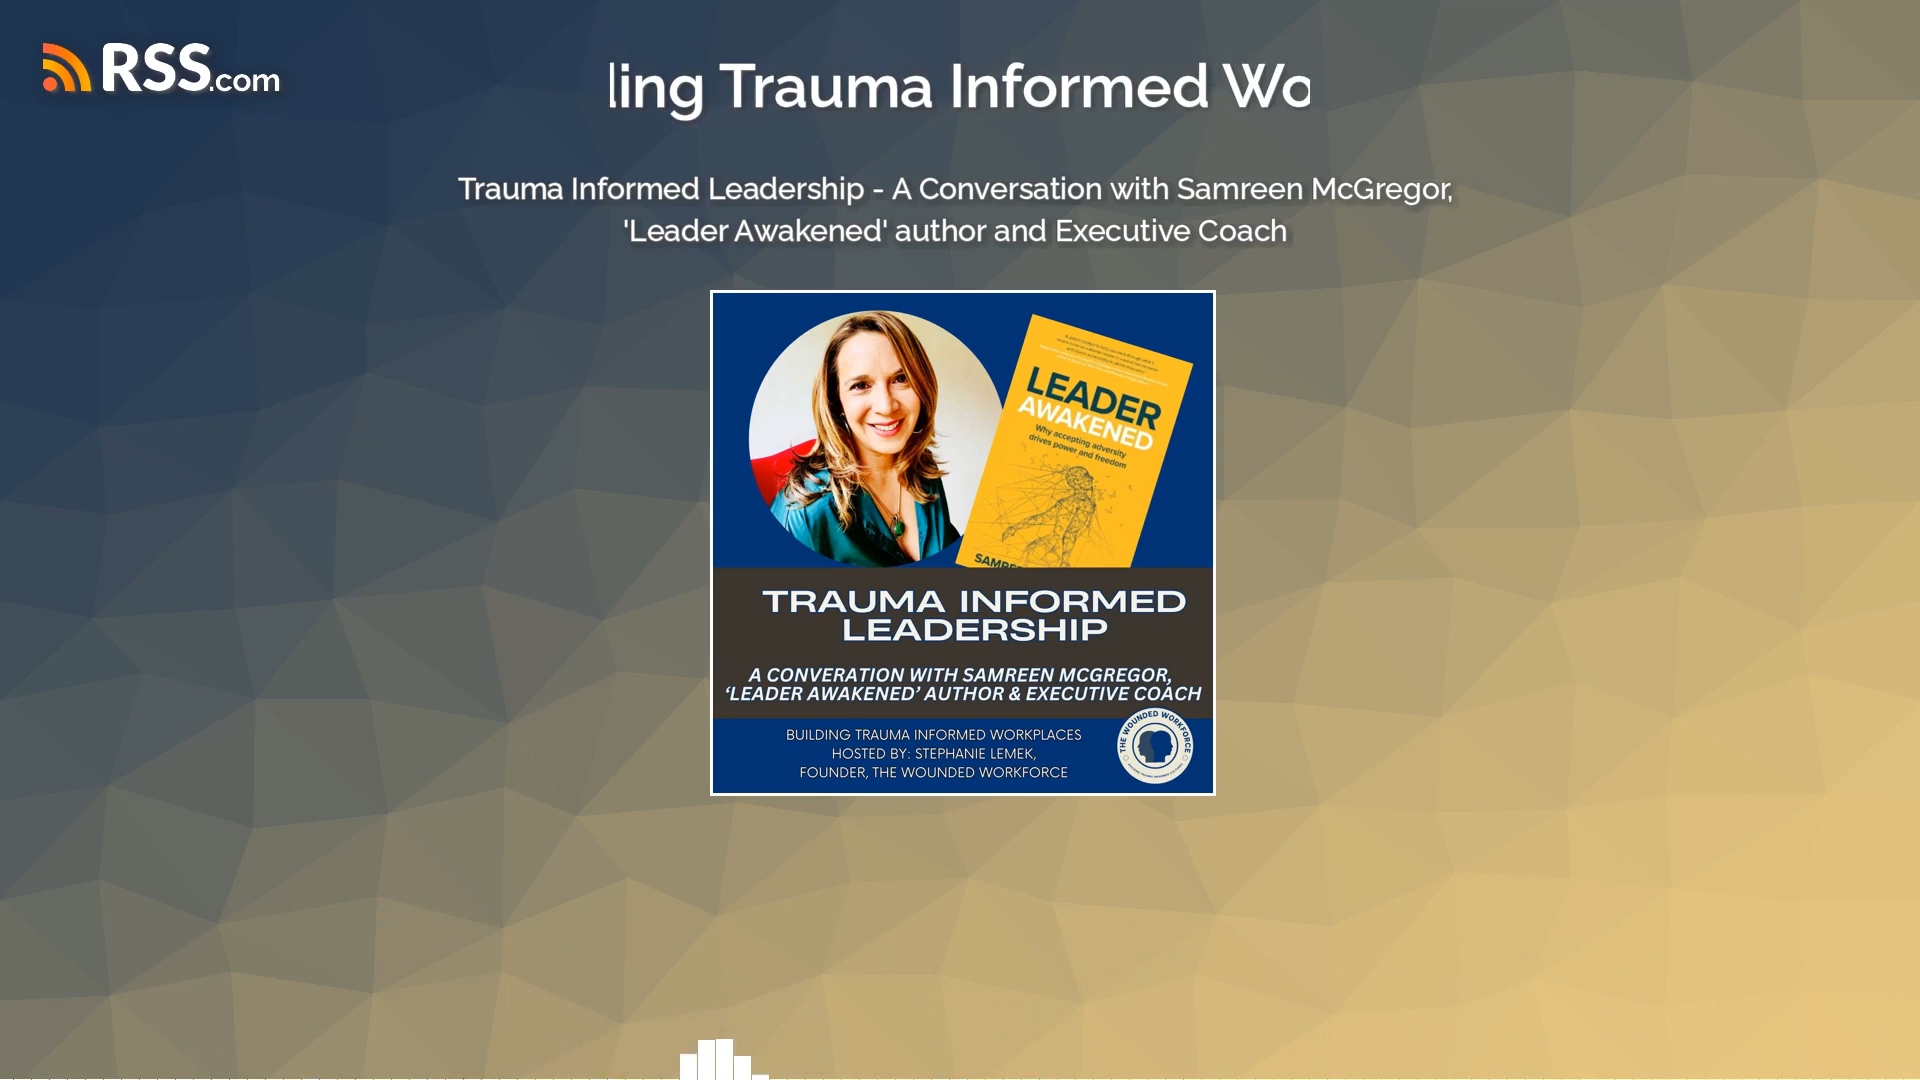 RSS.com
ling Trauma Informed Wo
Trauma Informed Leadership - A Conversation with Samreen McGregor,
'Leader Awakened' author and Executive Coach
LEADER
AWAKENED
Why accepting adversity
drives power and freedom
TRAUMA INFORMED
LEADERSHIP
A CONVERATION WITH SAMREEN MCGREGOR,
‘LEADER AWAKENED’ AUTHOR & EXECUTIVE COACH
BUILDING TRAUMA INFORMED WORKPLACES
HOSTED BY: STEPHANIE LEMEK,
FOUNDER, THE WOUNDED WORKFORCE
THE WOUNDED WORKFORCE